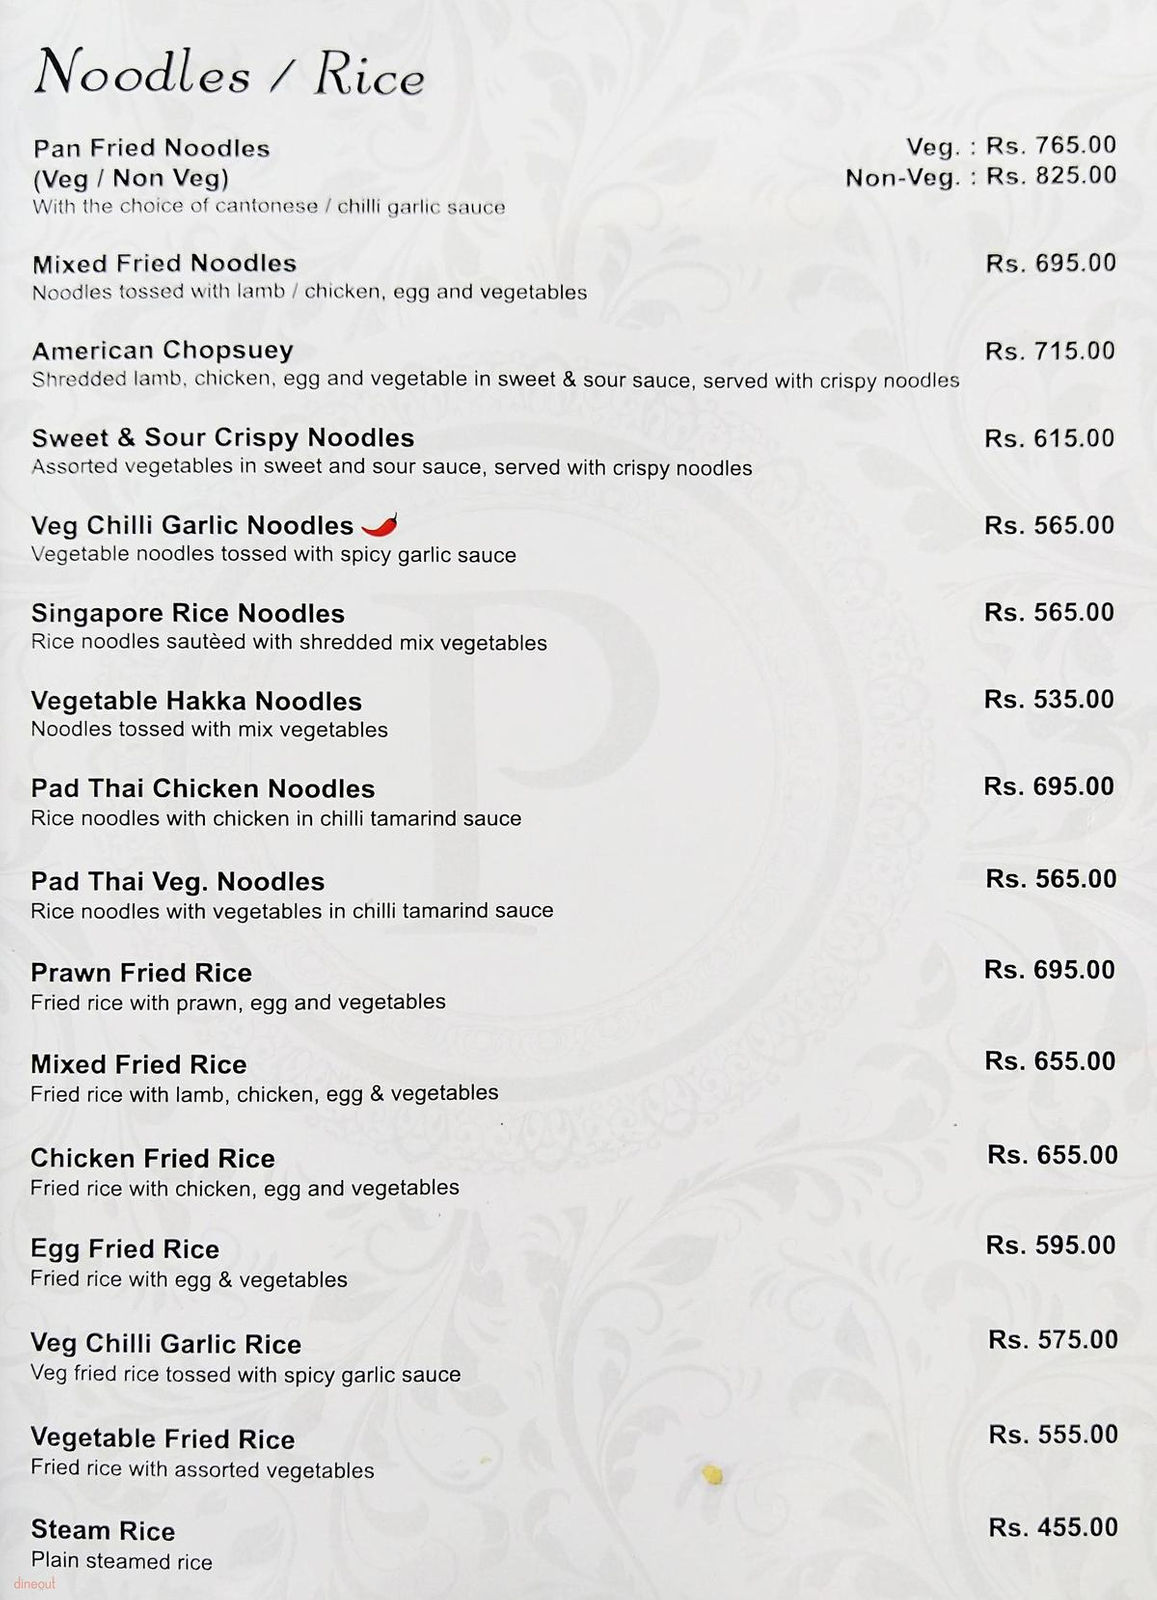 Noodles / Rice
Pan Fried Noodles
(Veg / Non Veg)
With the choice of cantonese / chilli garlic sauce
Veg. : Rs. 765.00
Non-Veg. : Rs. 825.00
Mixed Fried Noodles Rs. 695.00
Noodles tossed with lamb / chicken, egg and vegetables
American Chopsuey Rs. 715.00
Shredded lamb, chicken, egg and vegetable in sweet & sour sauce, served with crispy noodles
Sweet & Sour Crispy Noodles Rs. 615.00
Assorted vegetables in sweet and sour sauce, served with crispy noodles
Veg Chilli Garlic Noodles Rs. 565.00
Vegetable noodles tossed with spicy garlic sauce
Singapore Rice Noodles Rs. 565.00
Rice noodles sautèed with shredded mix vegetables
Vegetable Hakka Noodles Rs. 535.00
Noodles tossed with mix vegetables
Pad Thai Chicken Noodles Rs. 695.00
Rice noodles with chicken in chilli tamarind sauce
Pad Thai Veg. Noodles Rs. 565.00
Rice noodles with vegetables in chilli tamarind sauce
Prawn Fried Rice Rs. 695.00
Fried rice with prawn, egg and vegetables
Mixed Fried Rice Rs. 655.00
Fried rice with lamb, chicken, egg & vegetables
Chicken Fried Rice Rs. 655.00
Fried rice with chicken, egg and vegetables
Egg Fried Rice Rs. 595.00
Fried rice with egg & vegetables
Veg Chilli Garlic Rice Rs. 575.00
Veg fried rice tossed with spicy garlic sauce
Vegetable Fried Rice Rs. 555.00
Fried rice with assorted vegetables
Steam Rice Rs. 455.00
Plain steamed rice
dineout
P